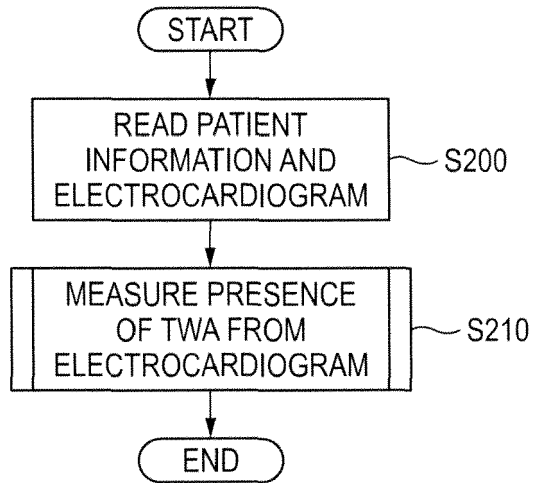 START
READ PATIENT
INFORMATION AND
ELECTROCARDIOGRAM
S200
MEASURE PRESENCE
OF TWA FROM
ELECTROCARDIOGRAM
S210
END